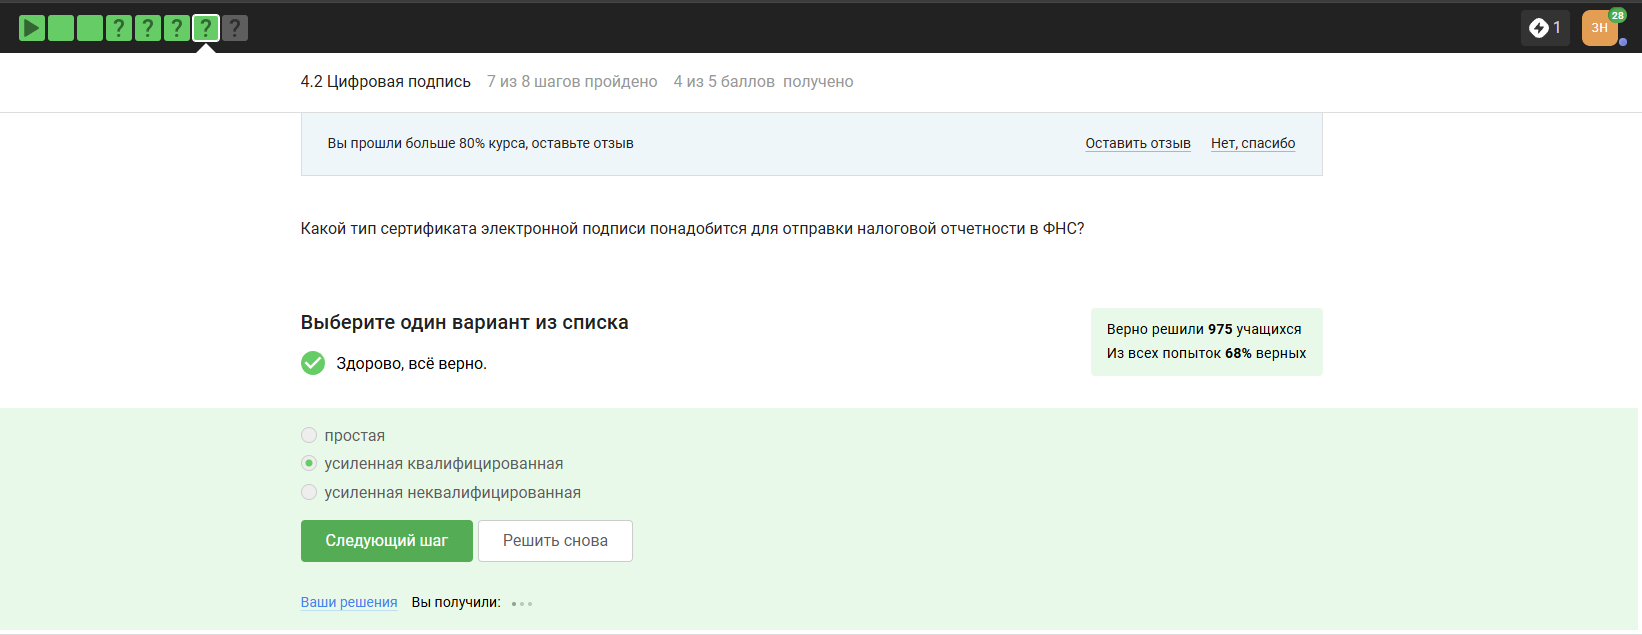 ? ? ? ? ?
1
ЗН
28
4.2 Цифровая подпись 7 из 8 шагов пройдено 4 из 5 баллов получено
Вы прошли больше 80% курса, оставьте отзыв Оставить отзыв Нет, спасибо
Какой тип сертификата электронной подписи понадобится для отправки налоговой отчетности в ФНС?
Выберите один вариант из списка
Здорово, всё верно.
Верно решили 975 учащихся
Из всех попыток 68% верных
простая
усиленная квалифицированная
усиленная неквалифицированная
Следующий шаг Решить снова
Ваши решения Вы получили: